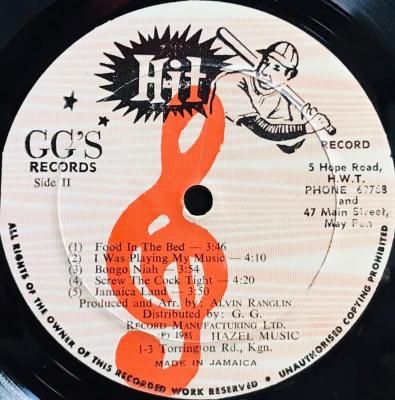 Hit
GG'S
RECORDS
Side II
RECORD
5 Hope Road,
H.W.T.
PHONE 62768
and
47 Main Street,
May Pen
(1) Food In The Bed — 3:46
(2) I Was Playing My Music — 4:10
(3) Bongo Niah — 3:54
(4) Screw The Cock Tight — 4:20
(5) Jamaica Land — 3:50
Produced and Arr. by: Alvin Ranglin
Distributed by: G. G.
Record Manufacturing Ltd.
(P) 1981 HAZEL MUSIC
1-3 Torrington Rd., Kgn.
MADE IN JAMAICA
ALL RIGHTS OF THE OWNER OF THIS RECORDED WORK RESERVED • UNAUTHORISED COPYING PROHIBITED